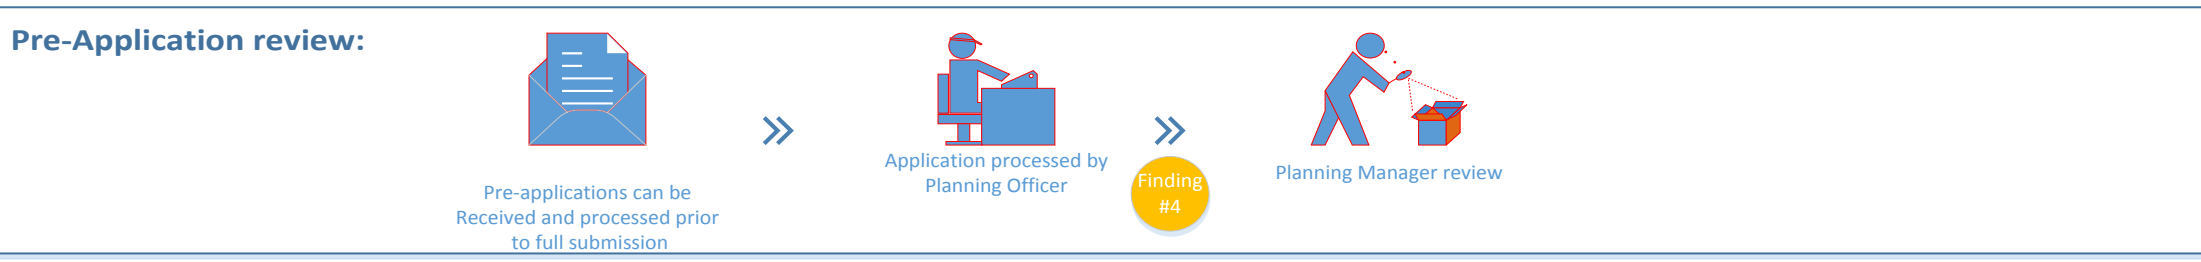 Pre-Application review:
Pre-applications can be
Received and processed prior
to full submission
Application processed by
Planning Officer
Finding
#4
Planning Manager review